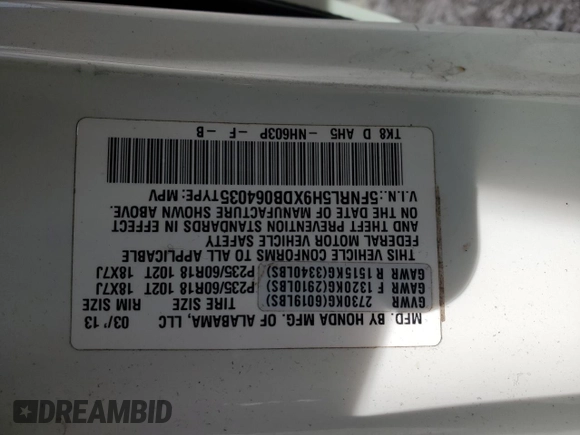 MFD. BY HONDA MFG. OF ALABAMA, LLC 03/'13
GVWR 2730KG(6019LBS) TIRE SIZE RIM SIZE
GAWR F 1320KG(2910LBS) P235/60R18 102T 18X7J
GAWR R 1515KG(3340LBS) P235/60R18 102T 18X7J
THIS VEHICLE CONFORMS TO ALL APPLICABLE
FEDERAL MOTOR VEHICLE SAFETY
AND THEFT PREVENTION STANDARDS IN EFFECT
ON THE DATE OF MANUFACTURE SHOWN ABOVE.
V.I.N.:5FNRL5H9XDB064035 TYPE: MPV
TK8 D AH5 -NH603P -F -B
DREAMBID